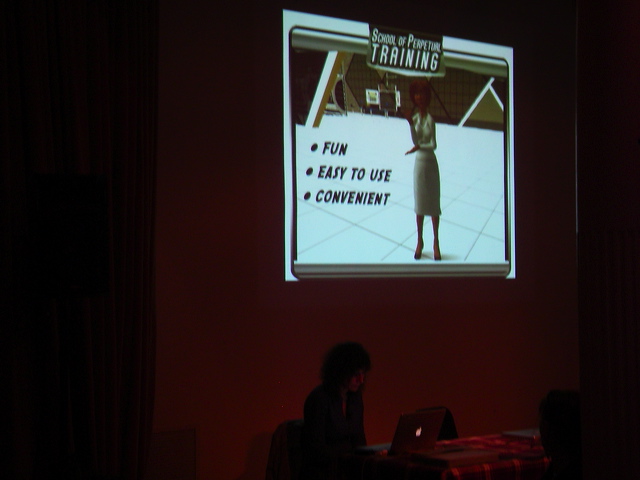 SCHOOL OF PERPETUAL
TRAINING
• FUN
• EASY TO USE
• CONVENIENT